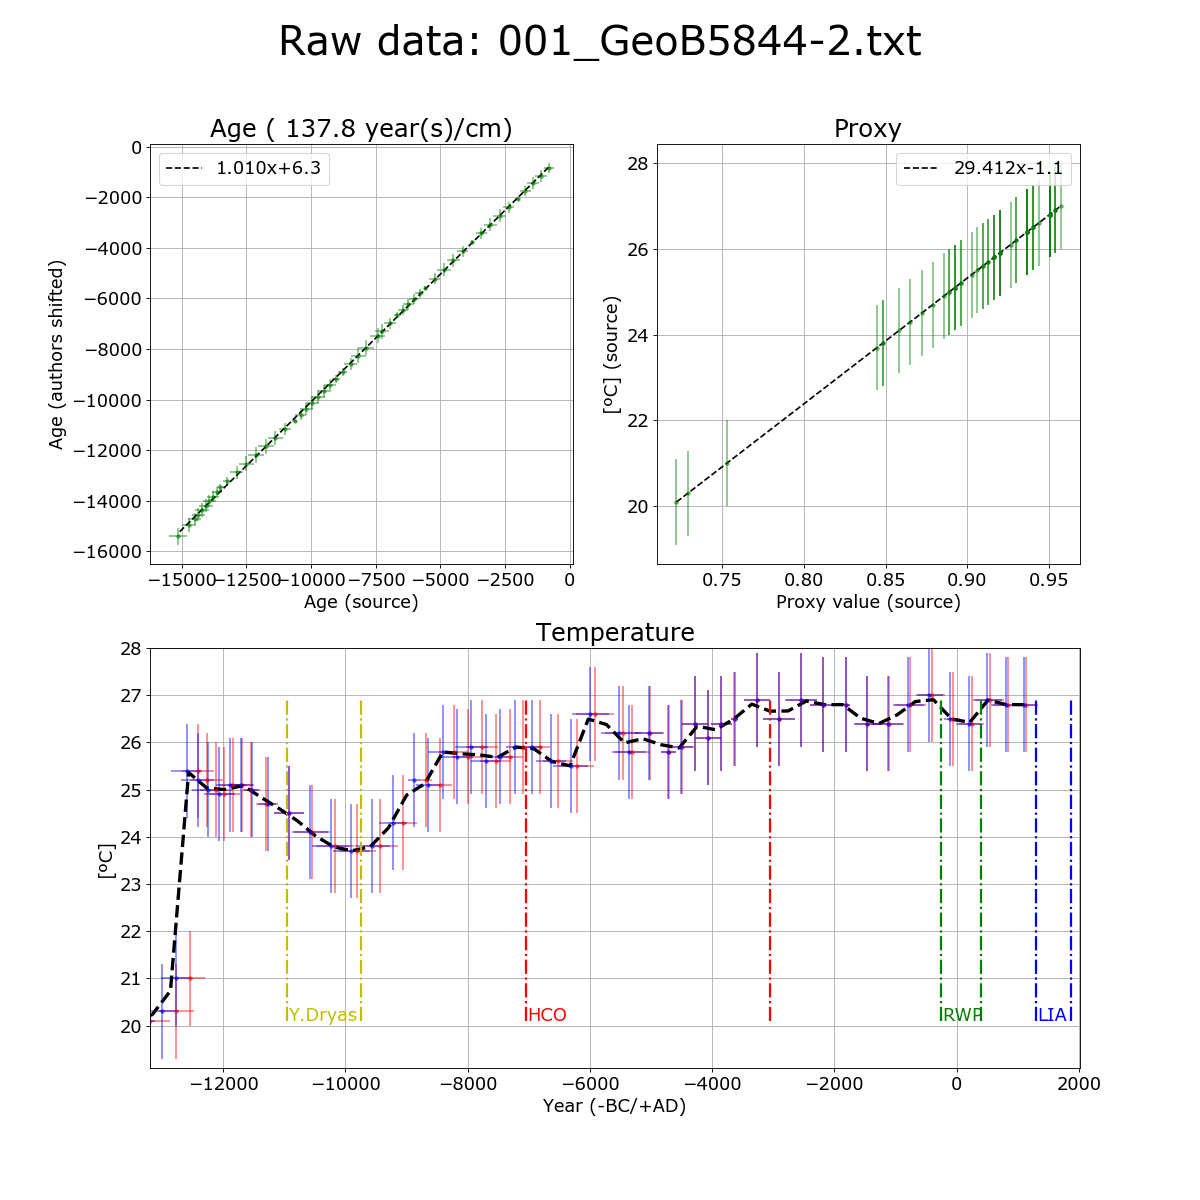 Raw data: 001_GeoB5844-2.txt
Age ( 137.8 year(s)/cm)
1.010x+6.3
0
−2000
−4000
−6000
−8000
−10000
−12000
−14000
−16000
Age (authors shifted)
−15000 −12500 −10000 −7500 −5000 −2500 0
Age (source)
Proxy
29.412x-1.1
28
26
24
22
20
[ºC] (source)
0.75 0.80 0.85 0.90 0.95
Proxy value (source)
Temperature
28
27
26
25
24
23
22
21
20
[ºC]
Y.Dryas HCO RWP LIA
−12000 −10000 −8000 −6000 −4000 −2000 0 2000
Year (-BC/+AD)